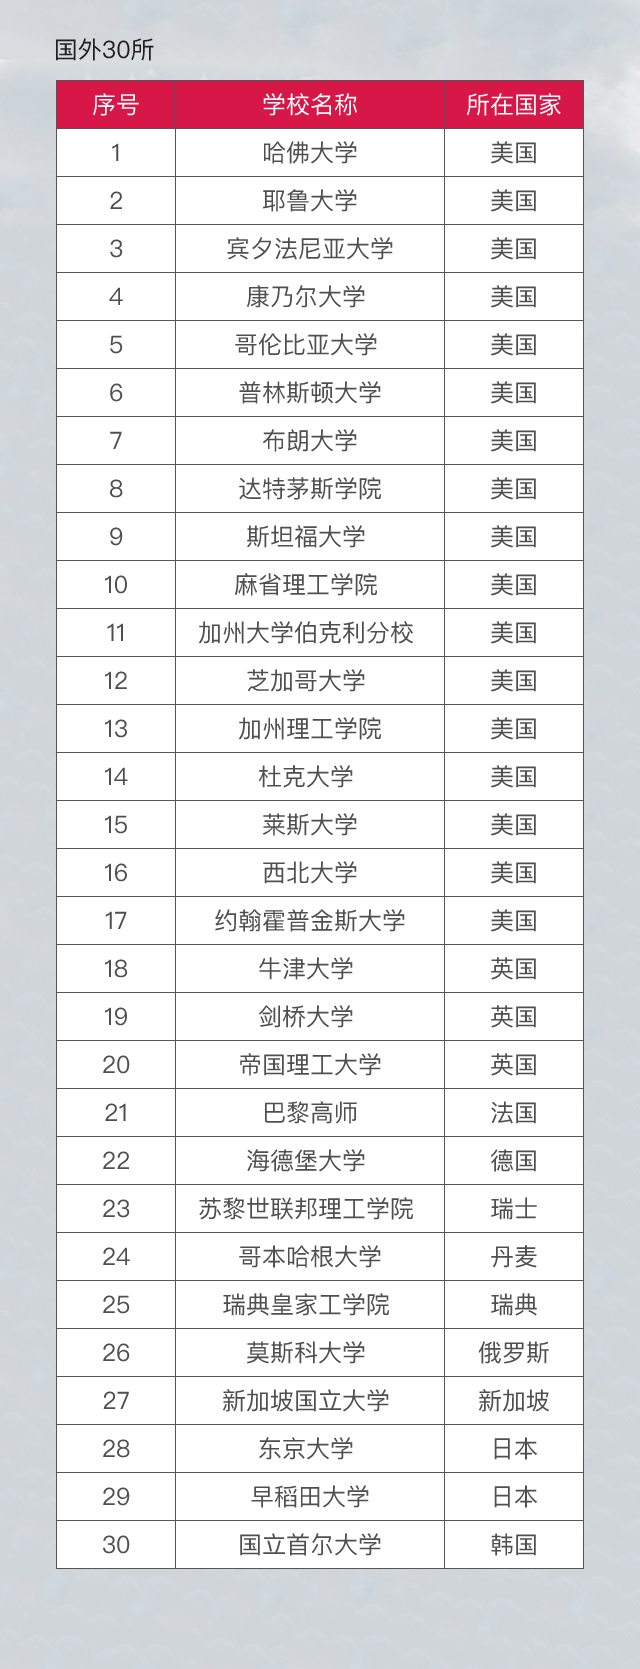 国外30所
序号 学校名称 所在国家
1 哈佛大学 美国
2 耶鲁大学 美国
3 宾夕法尼亚大学 美国
4 康乃尔大学 美国
5 哥伦比亚大学 美国
6 普林斯顿大学 美国
7 布朗大学 美国
8 达特茅斯学院 美国
9 斯坦福大学 美国
10 麻省理工学院 美国
11 加州大学伯克利分校 美国
12 芝加哥大学 美国
13 加州理工学院 美国
14 杜克大学 美国
15 莱斯大学 美国
16 西北大学 美国
17 约翰霍普金斯大学 美国
18 牛津大学 英国
19 剑桥大学 英国
20 帝国理工大学 英国
21 巴黎高师 法国
22 海德堡大学 德国
23 苏黎世联邦理工学院 瑞士
24 哥本哈根大学 丹麦
25 瑞典皇家工学院 瑞典
26 莫斯科大学 俄罗斯
27 新加坡国立大学 新加坡
28 东京大学 日本
29 早稻田大学 日本
30 国立首尔大学 韩国